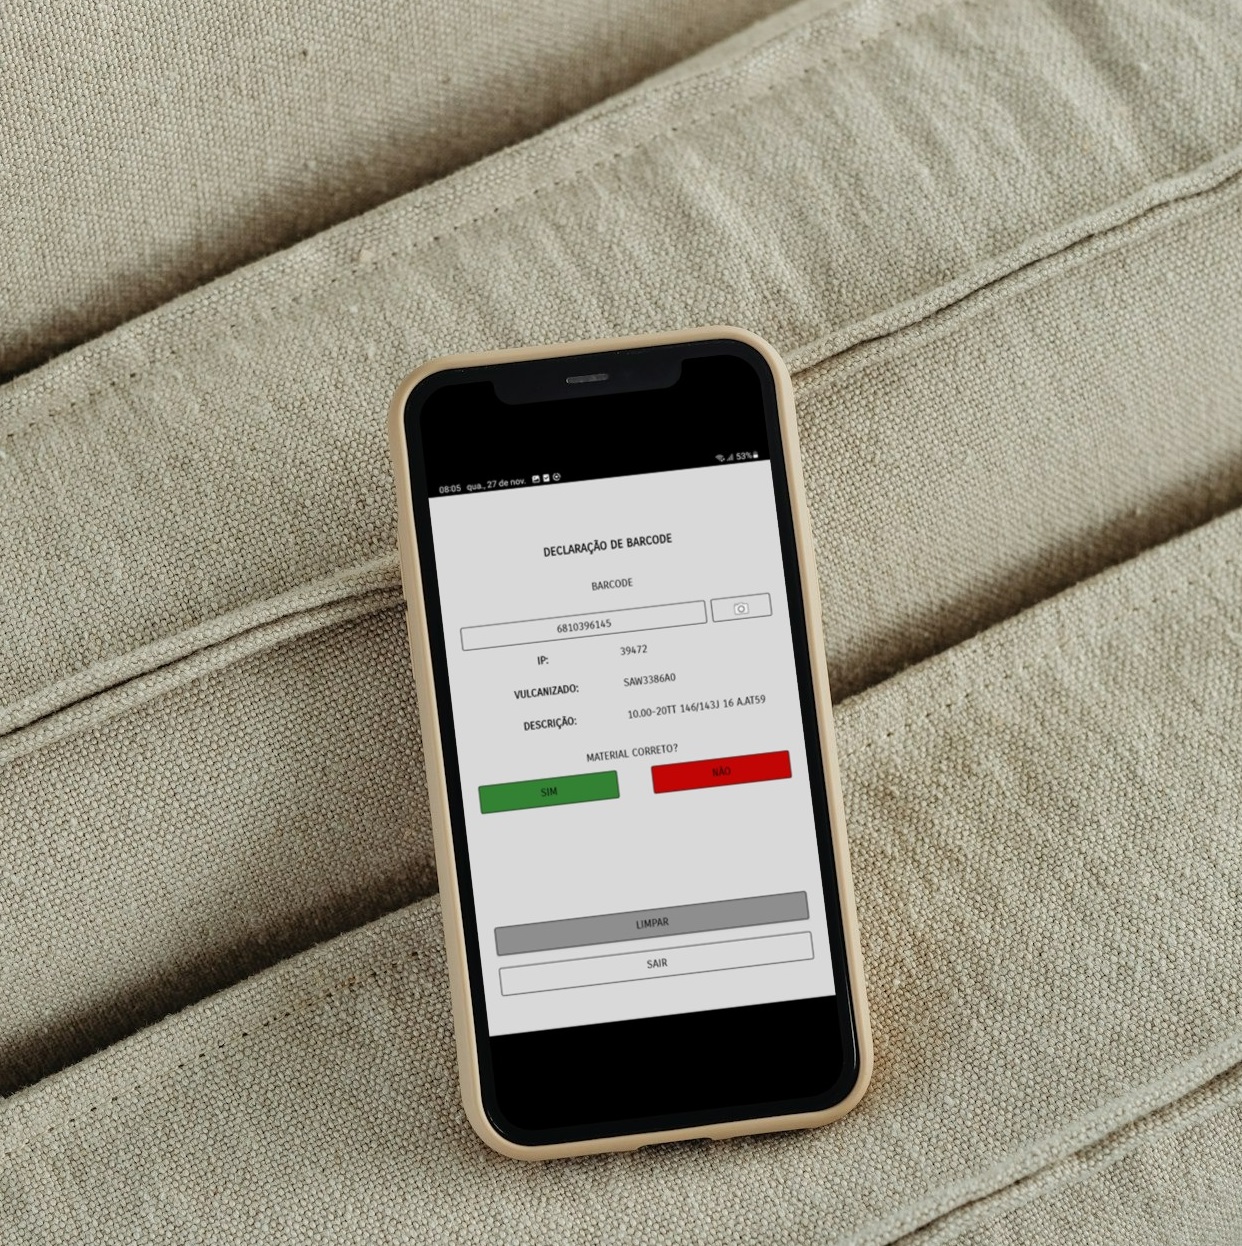 08:05 qua., 27 de nov. 53%
DECLARAÇÃO DE BARCODE
BARCODE
6810396145
IP: 39472
VULCANIZADO: SAW3386A0
DESCRIÇÃO: 10.00-20TT 146/143J 16 A.AT59
MATERIAL CORRETO?
SIM NÃO
LIMPAR
SAIR